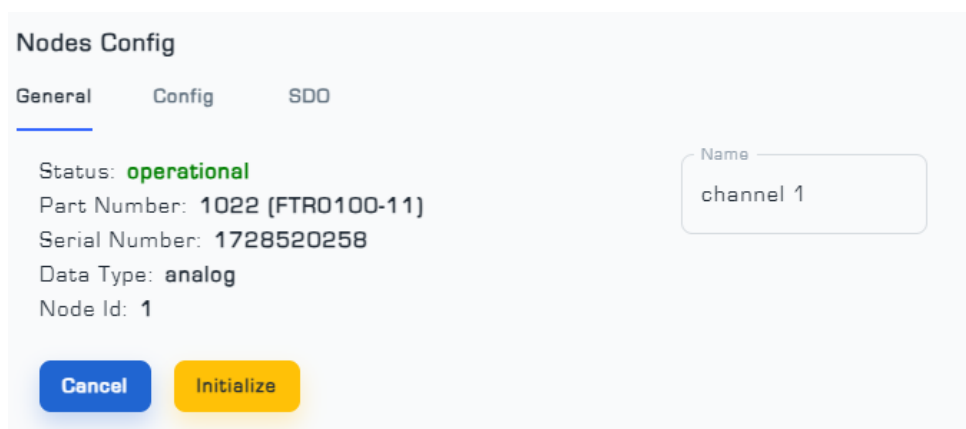 Nodes Config
General Config SDO
Name
Status: operational
channel 1
Part Number: 1022 (FTR0100-11)
Serial Number: 1728520258
Data Type: analog
Node Id: 1
Cancel Initialize